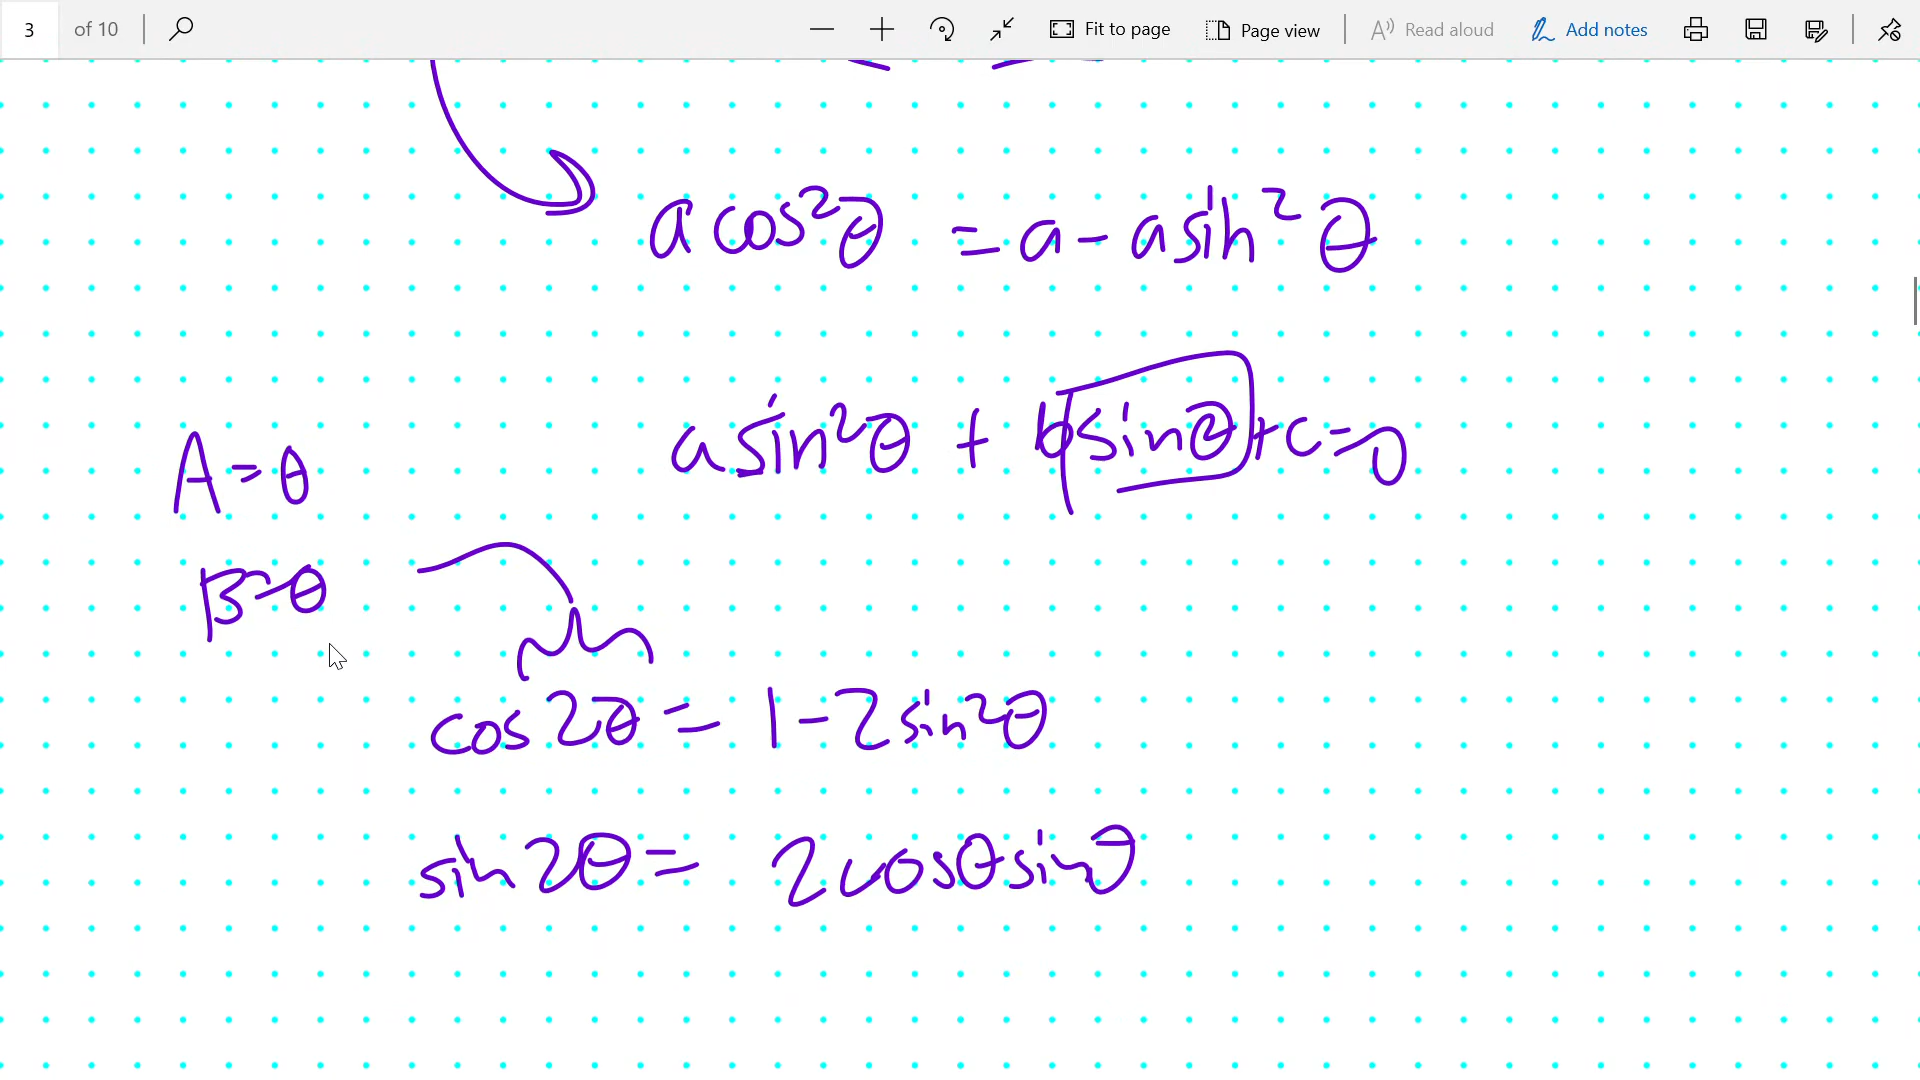 3 of 10 Fit to page Page view Read aloud Add notes
a cos²θ = a - a sin²θ
a sin²θ + b sinθ + c = 0
A = θ
B = θ
cos 2θ = 1 - 2 sin²θ
sin 2θ = 2 cosθ sinθ